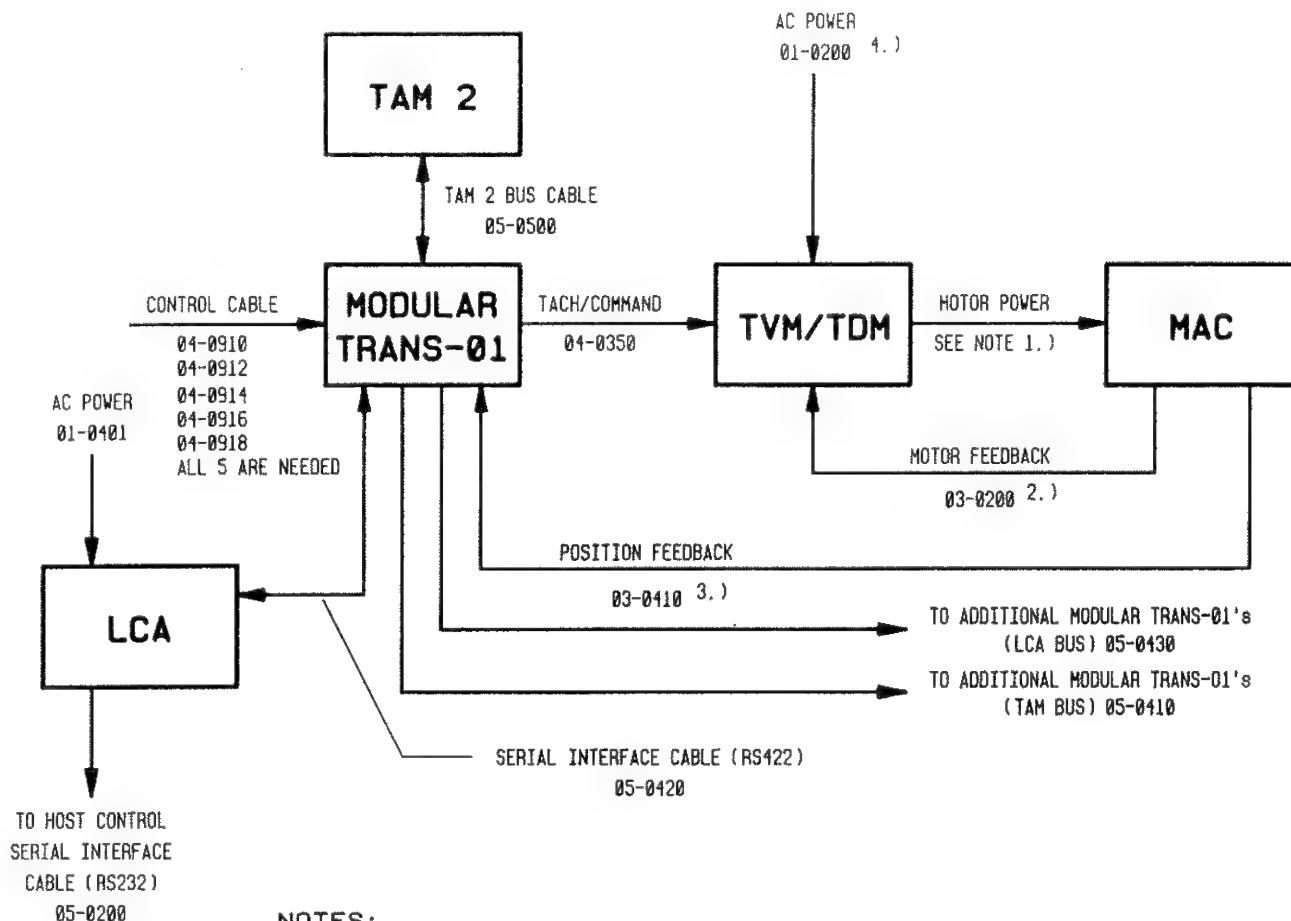 AC POWER
01-0200 4.)
TAM 2
TAM 2 BUS CABLE
05-0500
CONTROL CABLE
04-0910
04-0912
04-0914
04-0916
04-0918
ALL 5 ARE NEEDED
MODULAR
TRANS-01
TACH/COMMAND
04-0350
TVM/TDM
MOTOR POWER
SEE NOTE 1.)
MAC
AC POWER
01-0401
MOTOR FEEDBACK
03-0200 2.)
POSITION FEEDBACK
03-0410 3.)
LCA
TO ADDITIONAL MODULAR TRANS-01's
(LCA BUS) 05-0430
TO ADDITIONAL MODULAR TRANS-01's
(TAM BUS) 05-0410
SERIAL INTERFACE CABLE (RS422)
05-0420
TO HOST CONTROL
SERIAL INTERFACE
CABLE (RS232)
05-0200
NOTES: